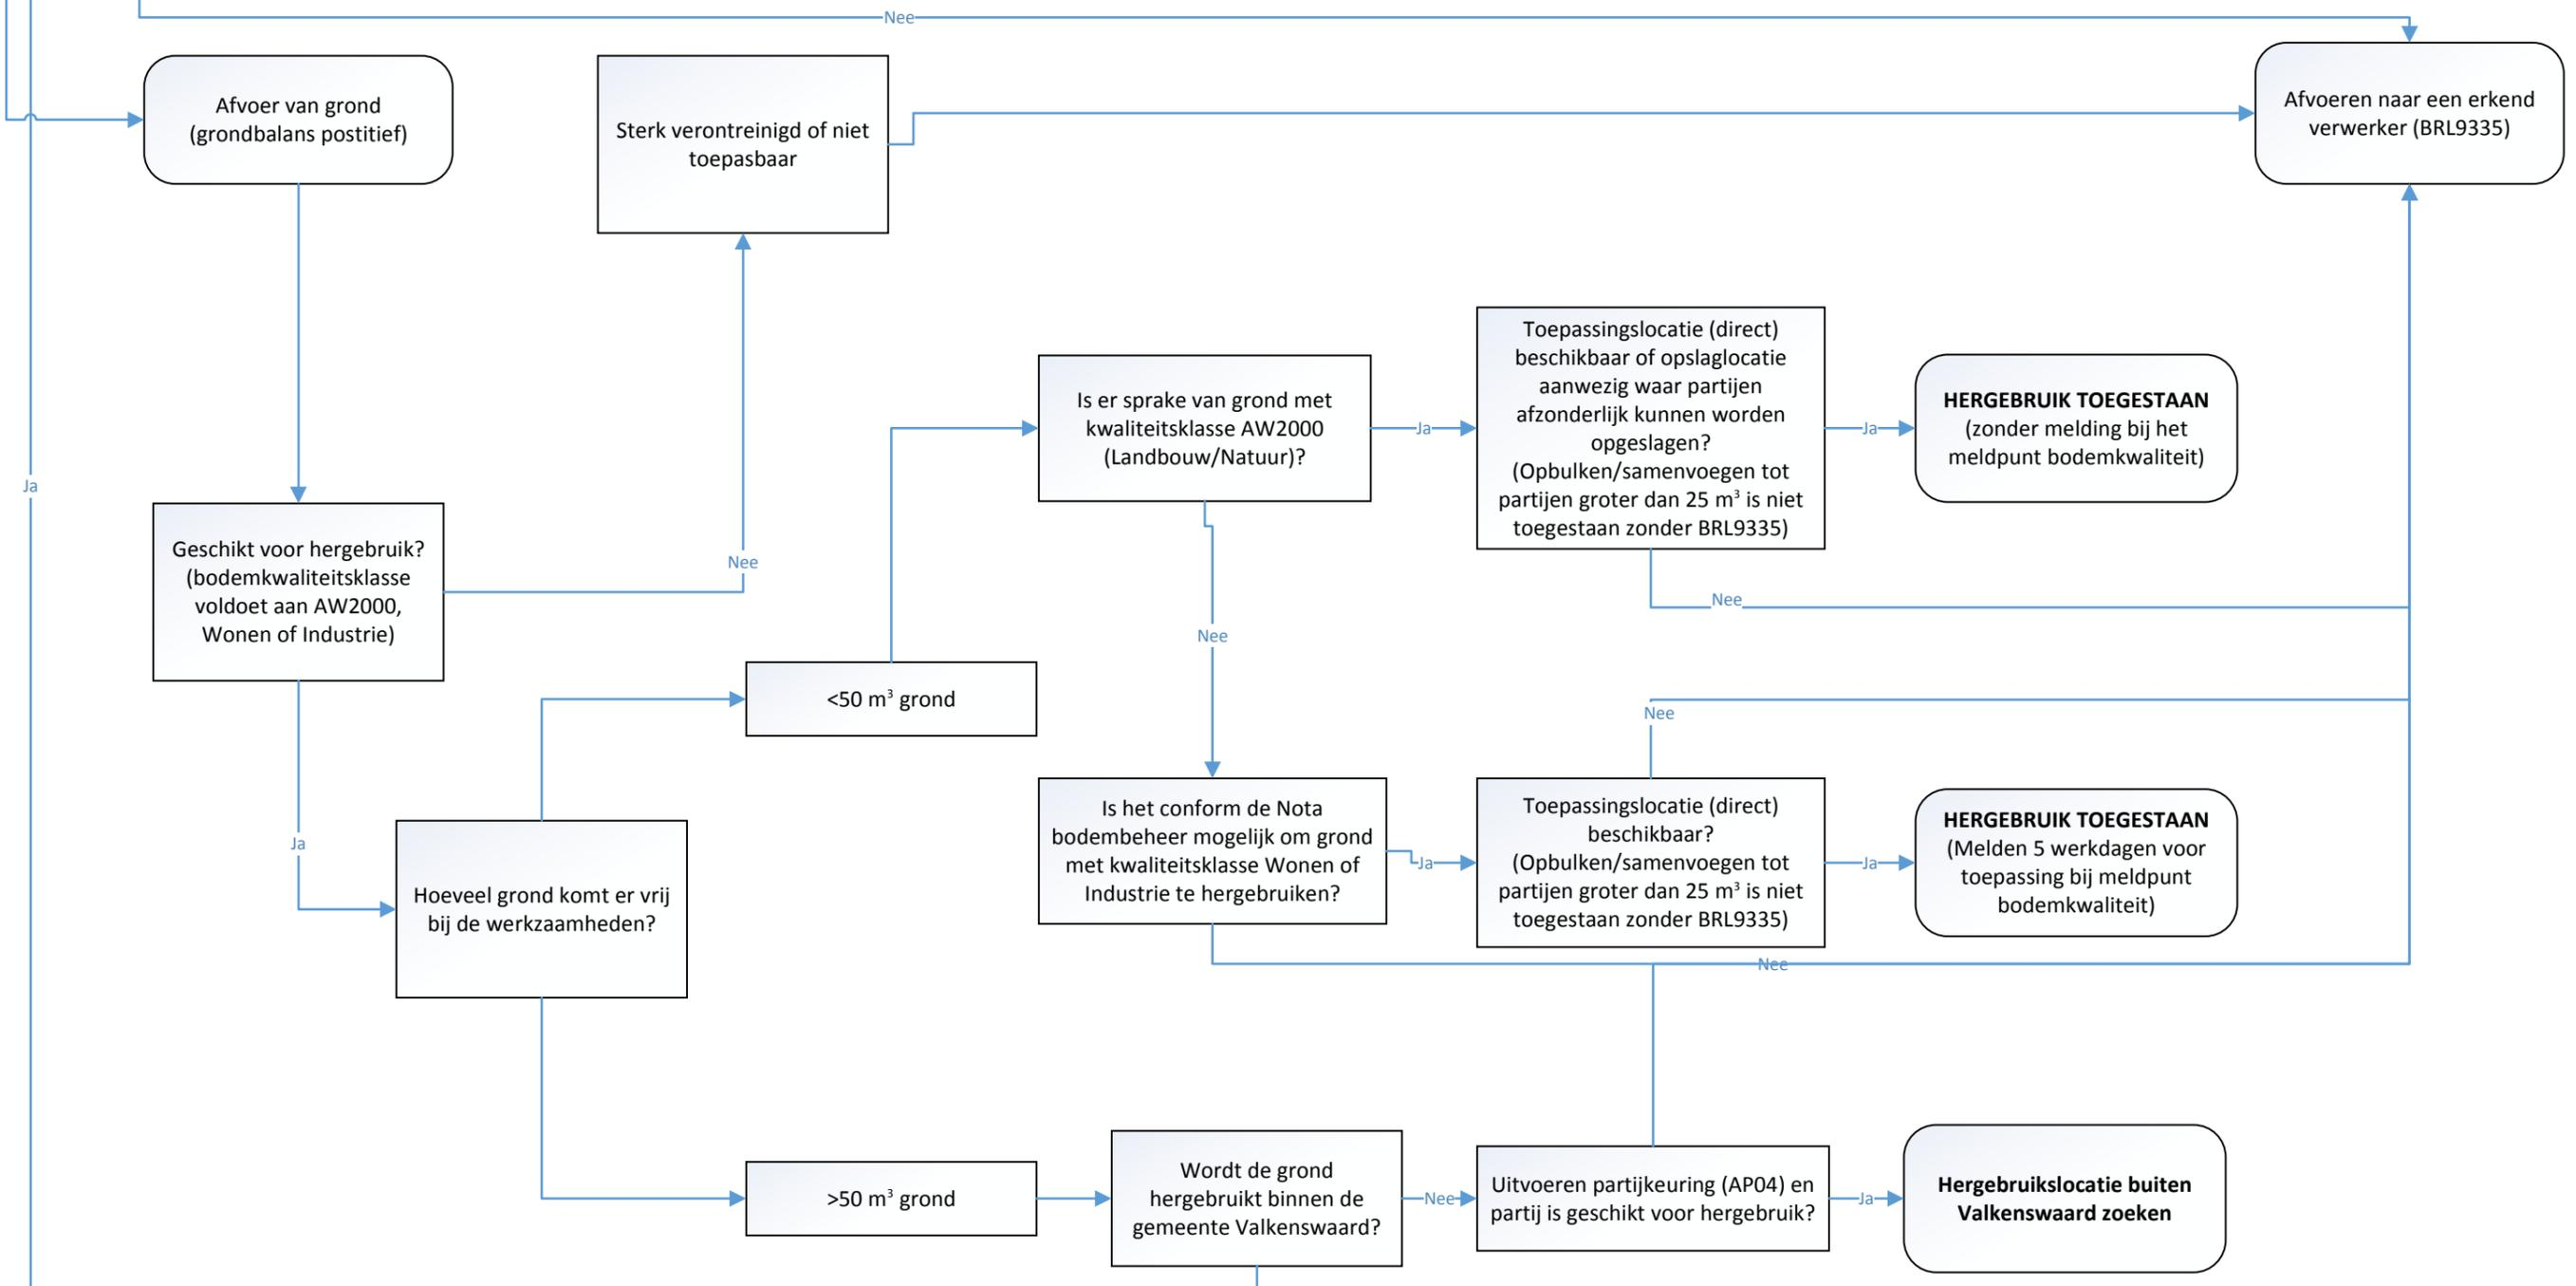 Nee
Afvoer van grond
(grondbalans postitief)
Sterk verontreinigd of niet
toepasbaar
Afvoeren naar een erkend
verwerker (BRL9335)
Ja
Geschikt voor hergebruik?
(bodemkwaliteitsklasse
voldoet aan AW2000,
Wonen of Industrie)
Nee
Ja
Hoeveel grond komt er vrij
bij de werkzaamheden?
<50 m³ grond
Is er sprake van grond met
kwaliteitsklasse AW2000
(Landbouw/Natuur)?
Ja
Toepassingslocatie (direct)
beschikbaar of opslaglocatie
aanwezig waar partijen
afzonderlijk kunnen worden
opgeslagen?
(Opbulken/samenvoegen tot
partijen groter dan 25 m³ is niet
toegestaan zonder BRL9335)
Ja
HERGEBRUIK TOEGESTAAN
(zonder melding bij het
meldpunt bodemkwaliteit)
Nee
Nee
Is het conform de Nota
bodembeheer mogelijk om grond
met kwaliteitsklasse Wonen of
Industrie te hergebruiken?
Ja
Nee
Toepassingslocatie (direct)
beschikbaar?
(Opbulken/samenvoegen tot
partijen groter dan 25 m³ is niet
toegestaan zonder BRL9335)
Ja
HERGEBRUIK TOEGESTAAN
(Melden 5 werkdagen voor
toepassing bij meldpunt
bodemkwaliteit)
Nee
>50 m³ grond
Wordt de grond
hergebruikt binnen de
gemeente Valkenswaard?
Nee
Uitvoeren partijkeuring (AP04) en
partij is geschikt voor hergebruik?
Ja
Hergebruikslocatie buiten
Valkenswaard zoeken